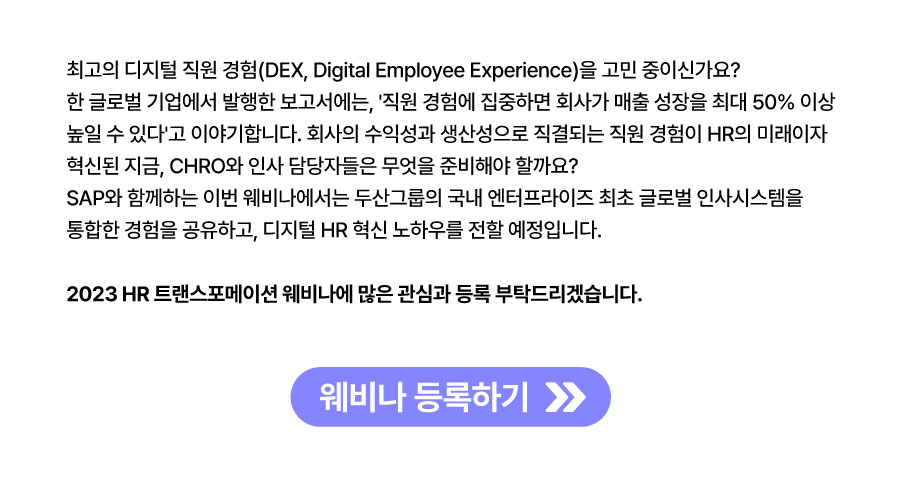 최고의 디지털 직원 경험(DEX, Digital Employee Experience)을 고민 중이신가요?
한 글로벌 기업에서 발행한 보고서에는, '직원 경험에 집중하면 회사가 매출 성장을 최대 50% 이상
높일 수 있다'고 이야기합니다. 회사의 수익성과 생산성으로 직결되는 직원 경험이 HR의 미래이자
혁신된 지금, CHRO와 인사 담당자들은 무엇을 준비해야 할까요?
SAP와 함께하는 이번 웨비나에서는 두산그룹의 국내 엔터프라이즈 최초 글로벌 인사시스템을
통합한 경험을 공유하고, 디지털 HR 혁신 노하우를 전할 예정입니다.
2023 HR 트랜스포메이션 웨비나에 많은 관심과 등록 부탁드리겠습니다.
웨비나 등록하기